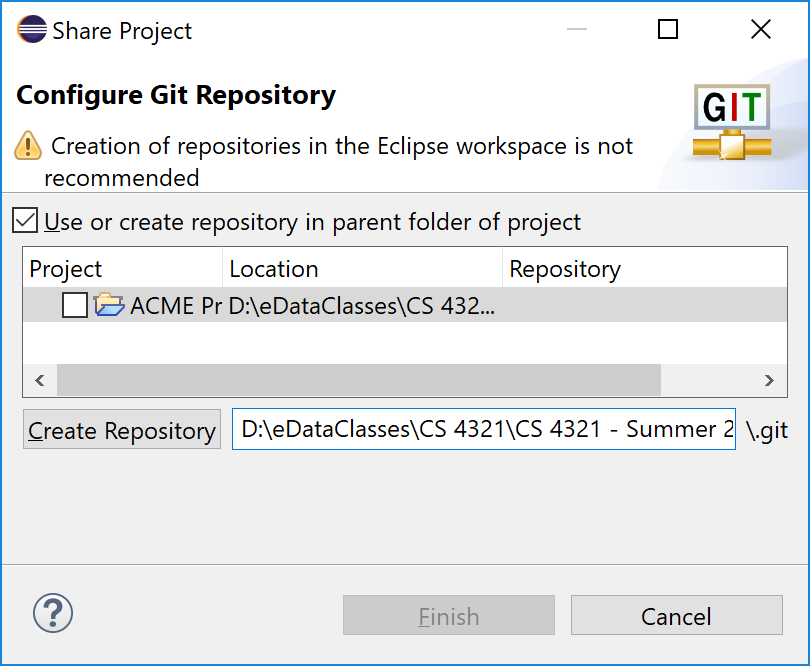 Share Project
Configure Git Repository
GIT
Creation of repositories in the Eclipse workspace is not
recommended
Use or create repository in parent folder of project
Project Location Repository
ACME Pr D:\eDataClasses\CS 432...
Create Repository D:\eDataClasses\CS 4321\CS 4321 - Summer 2 \.git
? Finish Cancel